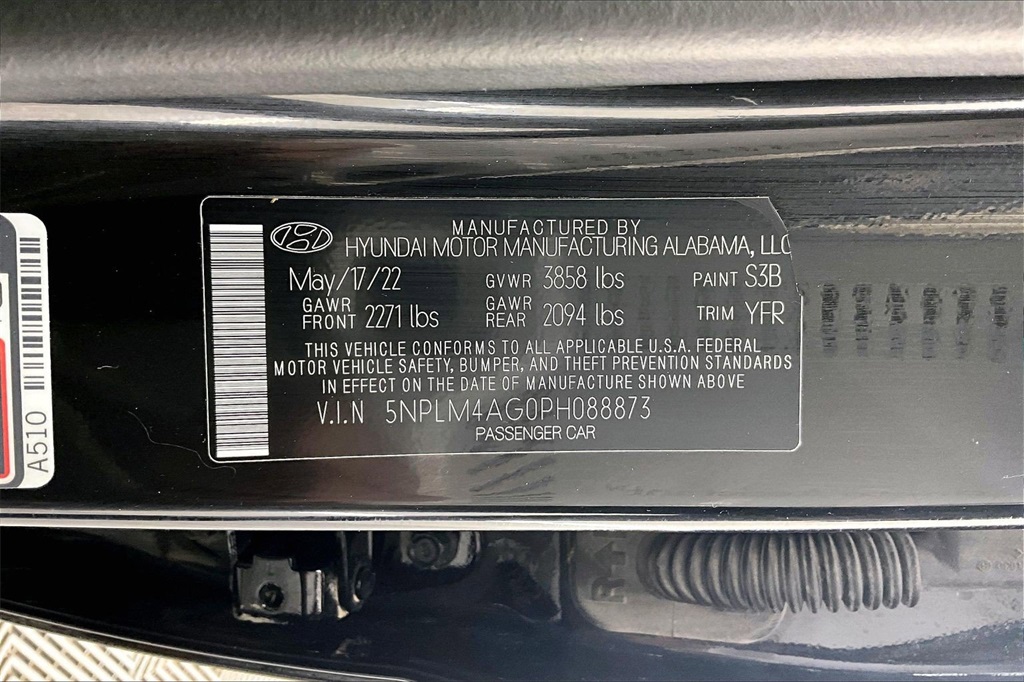 MANUFACTURED BY
HYUNDAI MOTOR MANUFACTURING ALABAMA, LLC
May/17/22 GVWR 3858 lbs PAINT S3B
GAWR FRONT 2271 lbs GAWR REAR 2094 lbs TRIM YFR
THIS VEHICLE CONFORMS TO ALL APPLICABLE U.S.A. FEDERAL
MOTOR VEHICLE SAFETY, BUMPER, AND THEFT PREVENTION STANDARDS
IN EFFECT ON THE DATE OF MANUFACTURE SHOWN ABOVE
V.I.N 5NPLM4AG0PH088873
PASSENGER CAR
A510